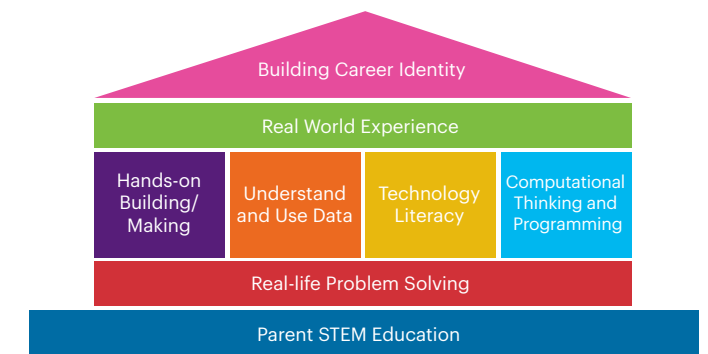 Building Career Identity
Real World Experience
Hands-on
Building/
Making
Understand
and Use Data
Technology
Literacy
Computational
Thinking and
Programming
Real-life Problem Solving
Parent STEM Education